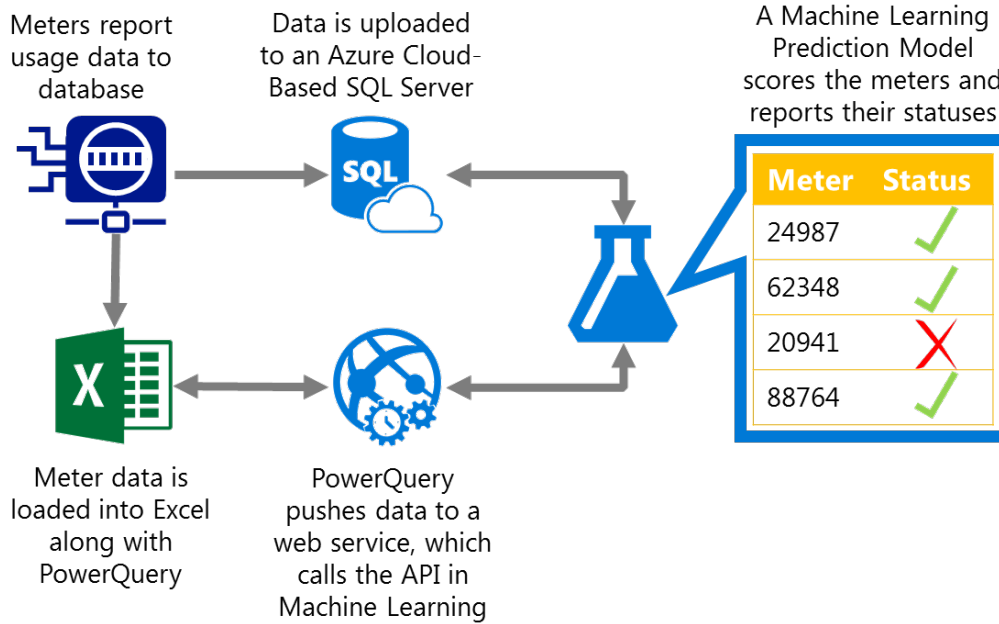 Meters report
usage data to
database
Data is uploaded
to an Azure Cloud-
Based SQL Server
A Machine Learning
Prediction Model
scores the meters and
reports their statuses
SQL
Meter Status
24987
62348
20941
88764
X
Meter data is
loaded into Excel
along with
PowerQuery
PowerQuery
pushes data to a
web service, which
calls the API in
Machine Learning